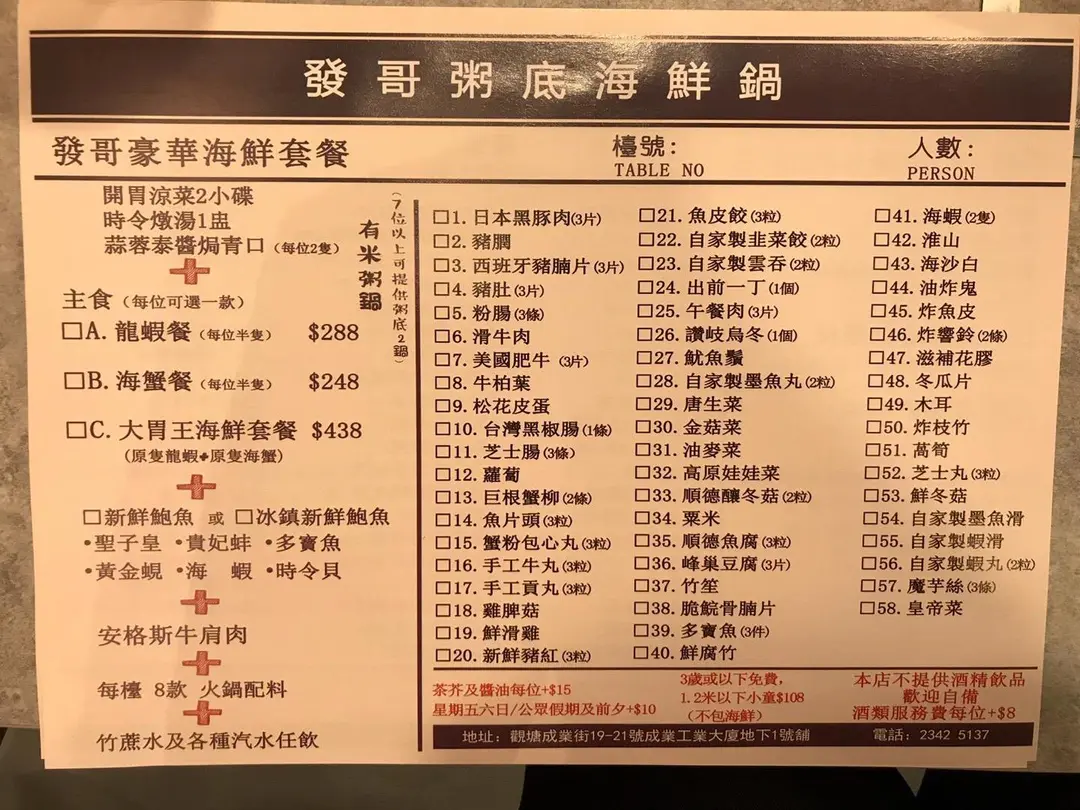 發哥粥底海鮮鍋
發哥豪華海鮮套餐
檯號:
TABLE NO
人數:
PERSON
開胃涼菜2小碟
時令燉湯1盅
蒜蓉泰醬焗青口(每位2隻)
+
主食(每位可選一款)
□A. 龍蝦餐(每位半隻) $288
□B. 海蟹餐(每位半隻) $248
□C. 大胃王海鮮套餐 $438
(原隻龍蝦+原隻海蟹)
+
□新鮮鮑魚 或 □冰鎮新鮮鮑魚
•聖子皇 •貴妃蚌 •多寶魚
•黃金蜆 •海 蝦 •時令貝
+
安格斯牛肩肉
+
每檯 8款 火鍋配料
+
竹蔗水及各種汽水任飲
有米粥鍋
(7位以上可提供粥底2鍋)
□1. 日本黑豚肉(3片)
□2. 豬膶
□3. 西班牙豬腩片(3片)
□4. 豬肚(3片)
□5. 粉腸(3條)
□6. 滑牛肉
□7. 美國肥牛 (3片)
□8. 牛柏葉
□9. 松花皮蛋
□10. 台灣黑椒腸(1條)
□11. 芝士腸(3條)
□12. 蘿蔔
□13. 巨根蟹柳(2條)
□14. 魚片頭(3粒)
□15. 蟹粉包心丸(3粒)
□16. 手工牛丸(3粒)
□17. 手工貢丸(3粒)
□18. 雞脾菇
□19. 鮮滑雞
□20. 新鮮豬紅(3粒)
□21. 魚皮餃(3粒)
□22. 自家製韭菜餃(2粒)
□23. 自家製雲吞(2粒)
□24. 出前一丁(1個)
□25. 午餐肉(3片)
□26. 讚岐烏冬(1個)
□27. 魷魚鬚
□28. 自家製墨魚丸(2粒)
□29. 唐生菜
□30. 金菇菜
□31. 油麥菜
□32. 高原娃娃菜
□33. 順德釀冬菇(2粒)
□34. 粟米
□35. 順德魚腐(3粒)
□36. 峰巢豆腐(3片)
□37. 竹笙
□38. 脆鯇骨腩片
□39. 多寶魚(3件)
□40. 鮮腐竹
□41. 海蝦(2隻)
□42. 淮山
□43. 海沙白
□44. 油炸鬼
□45. 炸魚皮
□46. 炸響鈴(2條)
□47. 滋補花膠
□48. 冬瓜片
□49. 木耳
□50. 炸枝竹
□51. 萵筍
□52. 芝士丸(3粒)
□53. 鮮冬菇
□54. 自家製墨魚滑
□55. 自家製蝦滑
□56. 自家製蝦丸(2粒)
□57. 魔芋絲(3條)
□58. 皇帝菜
茶芥及醬油每位+$15
星期五六日/公眾假期及前夕+$10
3歲或以下免費,
1.2米以下小童$108
(不包海鮮)
本店不提供酒精飲品
歡迎自備
酒類服務費每位+$8
地址: 觀塘成業街19-21號成業工業大廈地下1號舖
電話: 2342 5137